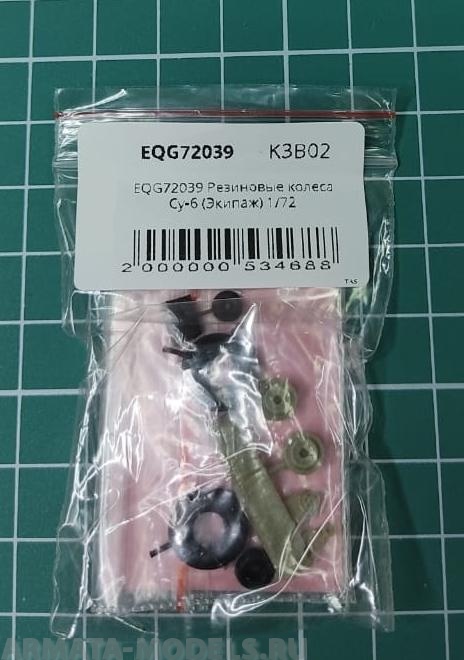 EQG72039 K3B02
EQG72039 Резиновые колеса
Су-6 (Экипаж) 1/72
2 000000 534688
TAS
ARMATA-MODELS.RU